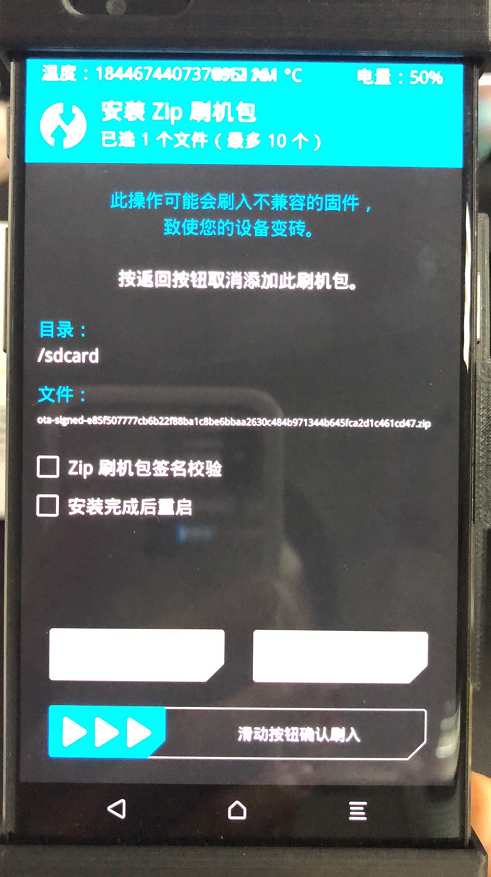 温度：18446744073709 °C 电量：50%
安装 Zip 刷机包
已选 1 个文件（最多 10 个）
此操作可能会刷入不兼容的固件，
致使您的设备变砖。
按返回按钮取消添加此刷机包。
目录：
/sdcard
文件：
ota-signed-e85f507777cb6b22f88ba1c8be6bbaa2630c484b971344b645fca2d1c461cd47.zip
Zip 刷机包签名校验
安装完成后重启
滑动按钮确认刷入